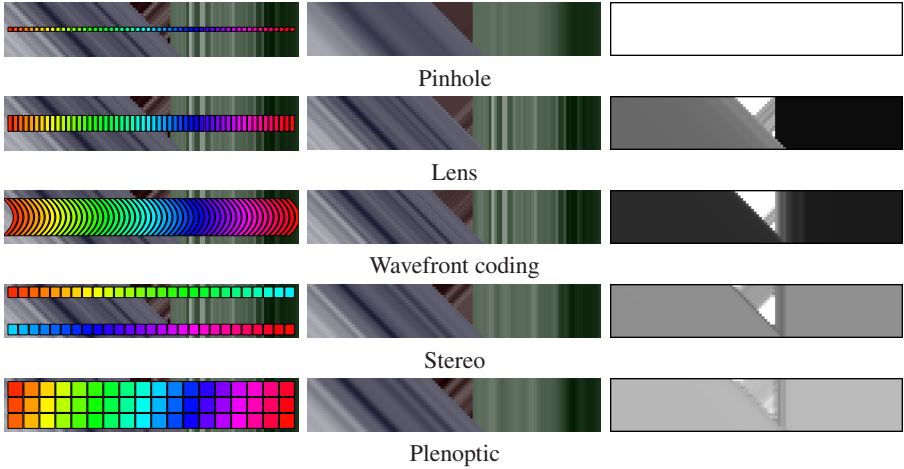 Pinhole
Lens
Wavefront coding
Stereo
Plenoptic